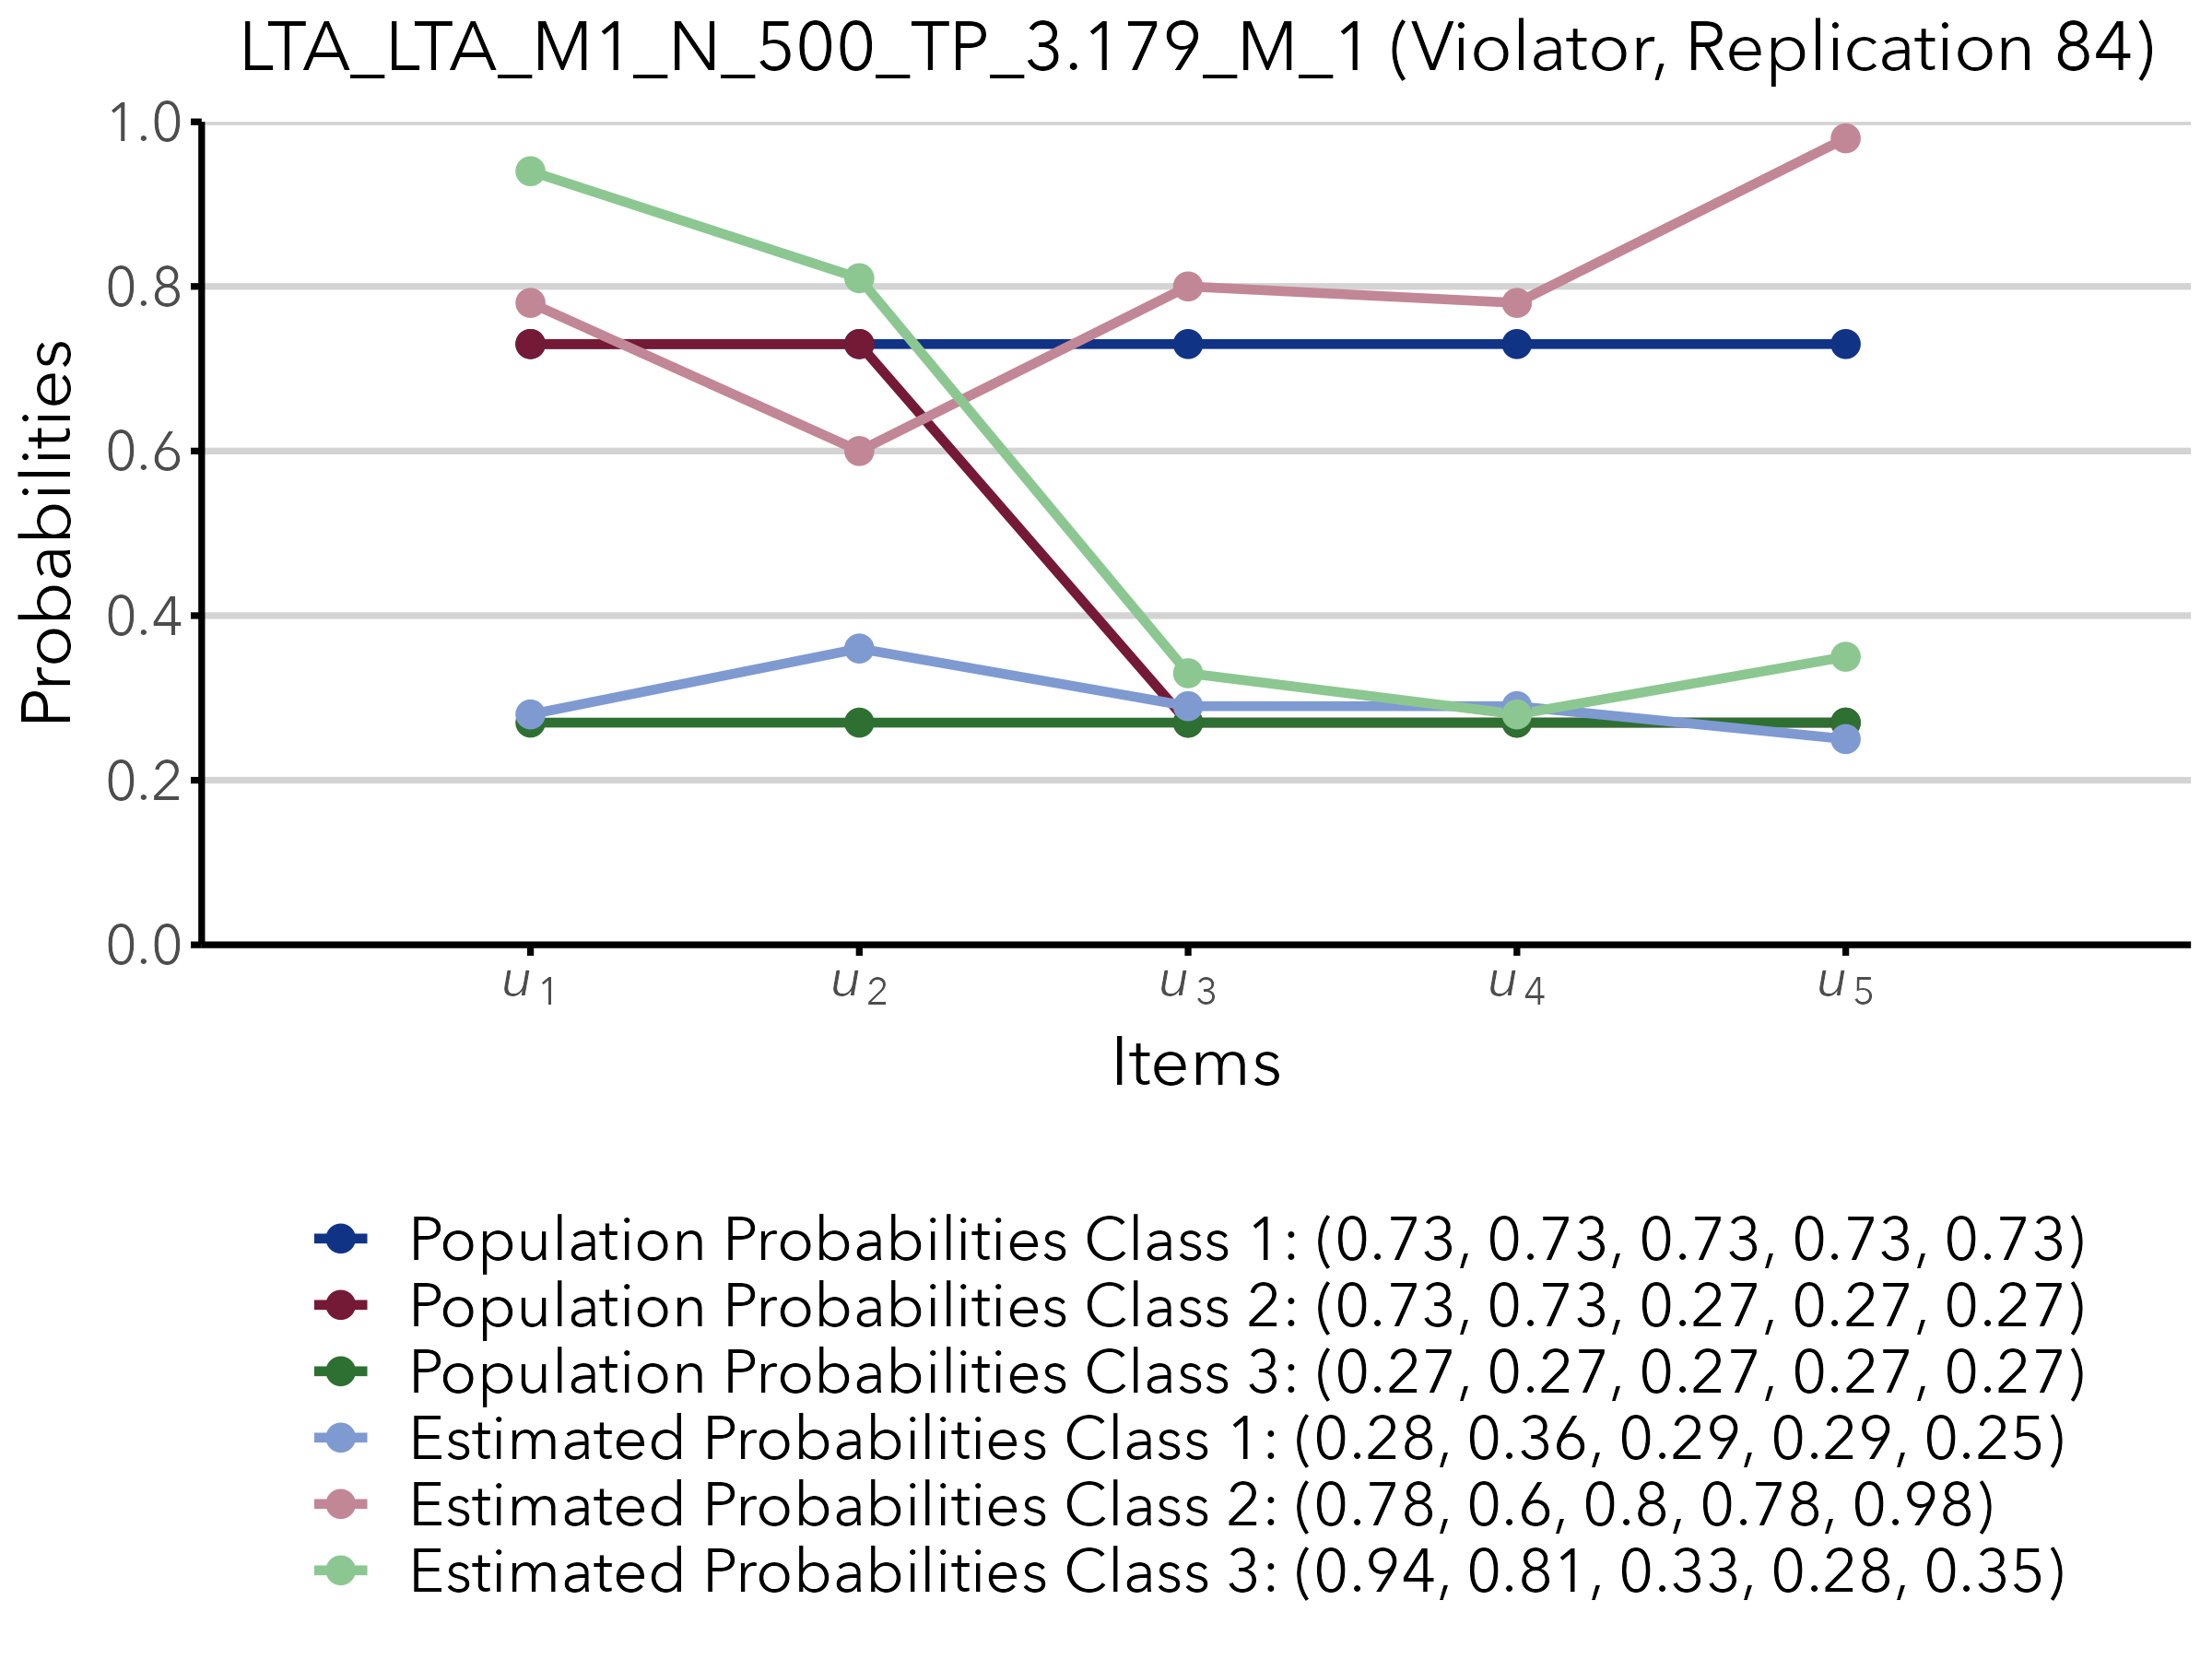 LTA_LTA_M1_N_500_TP_3.179_M_1 (Violator, Replication 84)
Probabilities
1.0
0.8
0.6
0.4
0.2
0.0
u1 u2 u3 u4 u5
Items
Population Probabilities Class 1: (0.73, 0.73, 0.73, 0.73, 0.73)
Population Probabilities Class 2: (0.73, 0.73, 0.27, 0.27, 0.27)
Population Probabilities Class 3: (0.27, 0.27, 0.27, 0.27, 0.27)
Estimated Probabilities Class 1: (0.28, 0.36, 0.29, 0.29, 0.25)
Estimated Probabilities Class 2: (0.78, 0.6, 0.8, 0.78, 0.98)
Estimated Probabilities Class 3: (0.94, 0.81, 0.33, 0.28, 0.35)